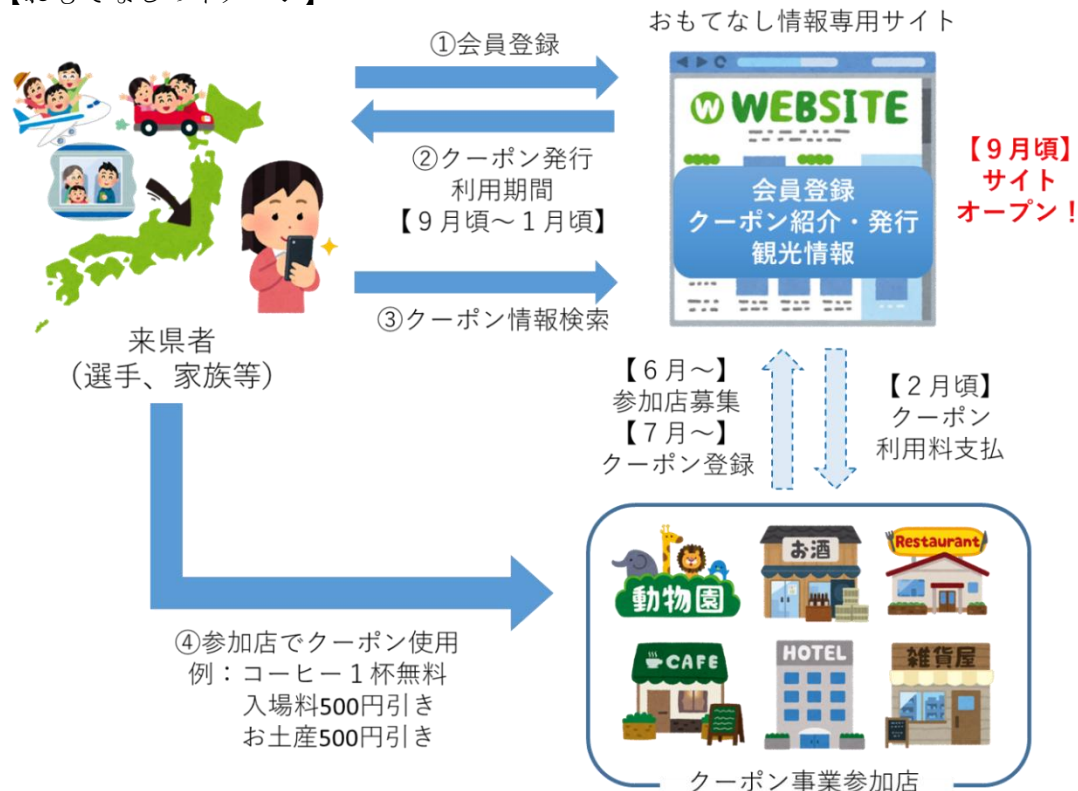 ①会員登録
おもてなし情報専用サイト
W WEBSITE
会員登録
クーポン紹介・発行
観光情報
【９月頃】
サイト
オープン！
②クーポン発行
利用期間
【９月頃～１月頃】
③クーポン情報検索
来県者
（選手、家族等）
【６月～】
参加店募集
【７月～】
クーポン登録
【２月頃】
クーポン
利用料支払
④参加店でクーポン使用
例：コーヒー１杯無料
入場料500円引き
お土産500円引き
動物園
お酒
Restaurant
CAFE
HOTEL
雑貨屋
クーポン事業参加店